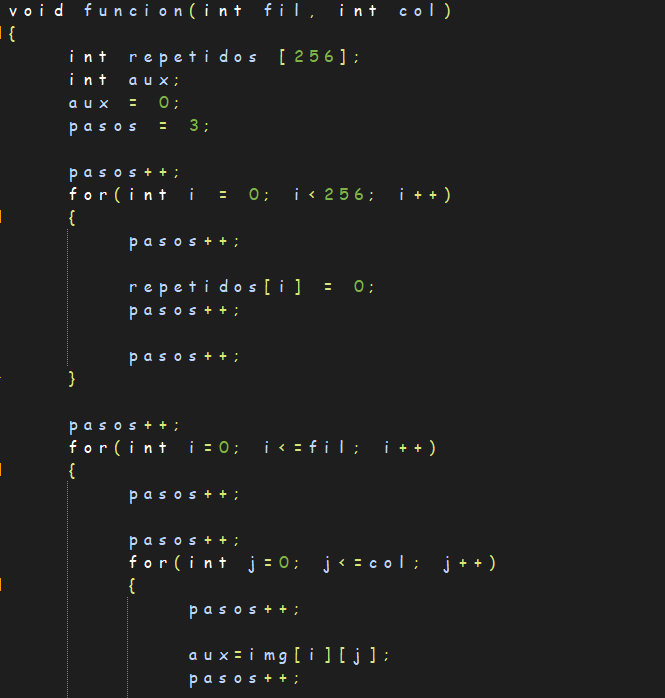 void funcion(int fil, int col)
{
int repetidos [256];
int aux;
aux = 0;
pasos = 3;
pasos++;
for(int i = 0; i<256; i++)
{
pasos++;
repetidos[i] = 0;
pasos++;
pasos++;
}
pasos++;
for(int i=0; i<=fil; i++)
{
pasos++;
pasos++;
for(int j=0; j<=col; j++)
{
pasos++;
aux=img[i][j];
pasos++;